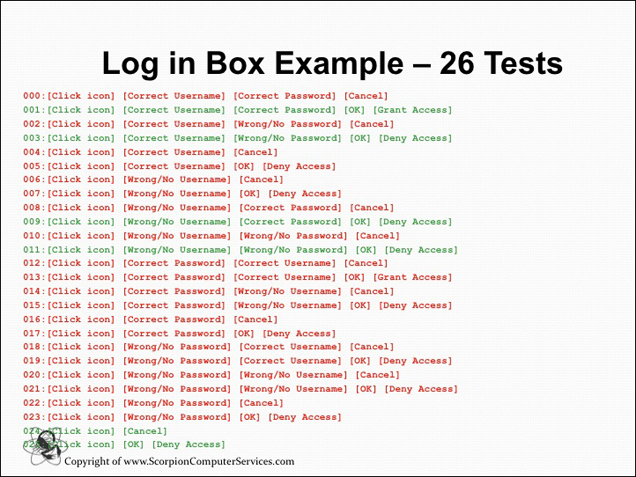 Log in Box Example – 26 Tests
000:[Click icon] [Correct Username] [Correct Password] [Cancel]
001:[Click icon] [Correct Username] [Correct Password] [OK] [Grant Access]
002:[Click icon] [Correct Username] [Wrong/No Password] [Cancel]
003:[Click icon] [Correct Username] [Wrong/No Password] [OK] [Deny Access]
004:[Click icon] [Correct Username] [Cancel]
005:[Click icon] [Correct Username] [OK] [Deny Access]
006:[Click icon] [Wrong/No Username] [Cancel]
007:[Click icon] [Wrong/No Username] [OK] [Deny Access]
008:[Click icon] [Wrong/No Username] [Correct Password] [Cancel]
009:[Click icon] [Wrong/No Username] [Correct Password] [OK] [Deny Access]
010:[Click icon] [Wrong/No Username] [Wrong/No Password] [Cancel]
011:[Click icon] [Wrong/No Username] [Wrong/No Password] [OK] [Deny Access]
012:[Click icon] [Correct Password] [Correct Username] [Cancel]
013:[Click icon] [Correct Password] [Correct Username] [OK] [Grant Access]
014:[Click icon] [Correct Password] [Wrong/No Username] [Cancel]
015:[Click icon] [Correct Password] [Wrong/No Username] [OK] [Deny Access]
016:[Click icon] [Correct Password] [Cancel]
017:[Click icon] [Correct Password] [OK] [Deny Access]
018:[Click icon] [Wrong/No Password] [Correct Username] [Cancel]
019:[Click icon] [Wrong/No Password] [Correct Username] [OK] [Deny Access]
020:[Click icon] [Wrong/No Password] [Wrong/No Username] [Cancel]
021:[Click icon] [Wrong/No Password] [Wrong/No Username] [OK] [Deny Access]
022:[Click icon] [Wrong/No Password] [Cancel]
023:[Click icon] [Wrong/No Password] [OK] [Deny Access]
024:[Click icon] [Cancel]
icon] [OK] [Deny Access]
Copyright of www.ScorpionComputerServices.com